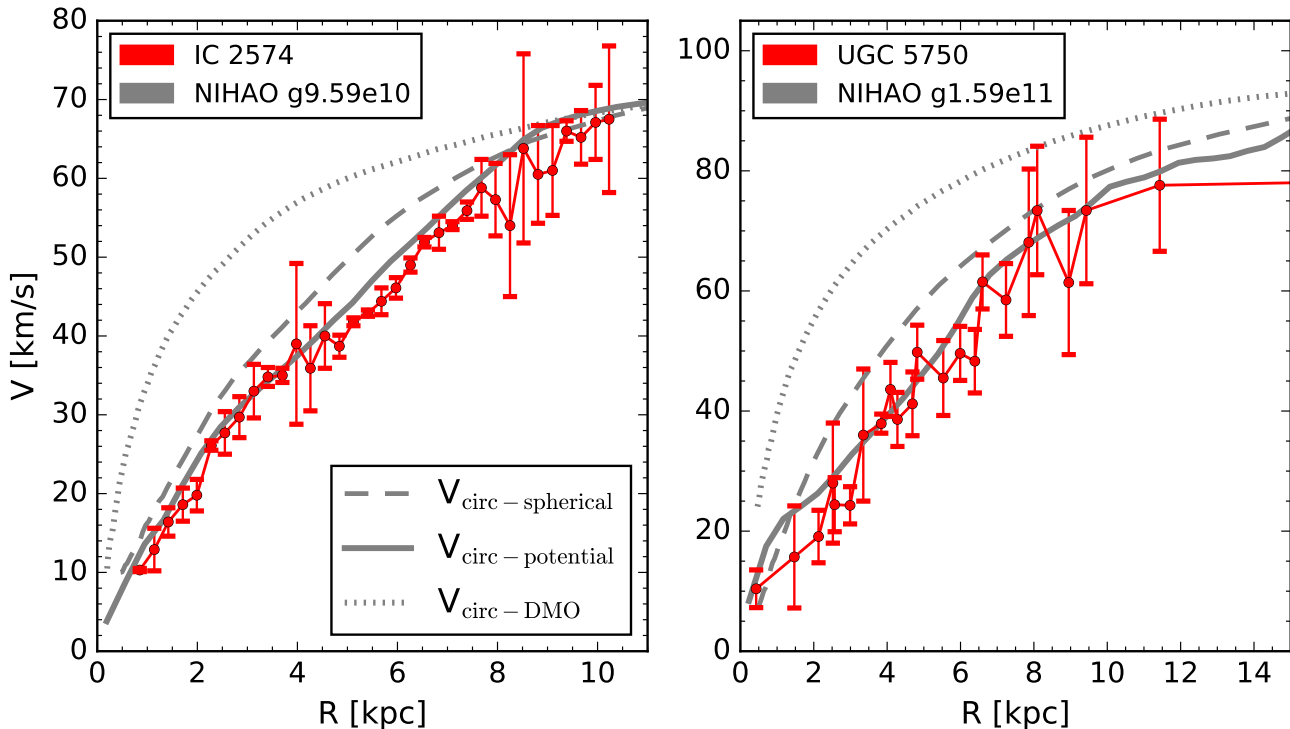 IC 2574
NIHAO g9.59e10
V_circ−spherical
V_circ−potential
V_circ−DMO
V [km/s]
80
70
60
50
40
30
20
10
0
0 2 4 6 8 10
R [kpc]
UGC 5750
NIHAO g1.59e11
100
80
60
40
20
0
0 2 4 6 8 10 12 14
R [kpc]